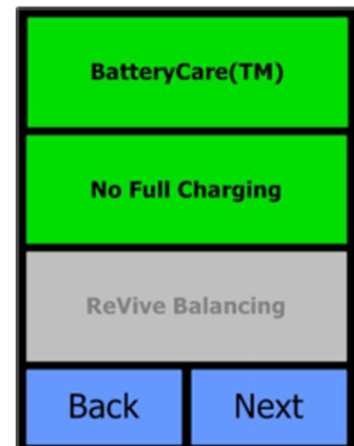 BatteryCare(TM)
No Full Charging
ReVive Balancing
Back Next